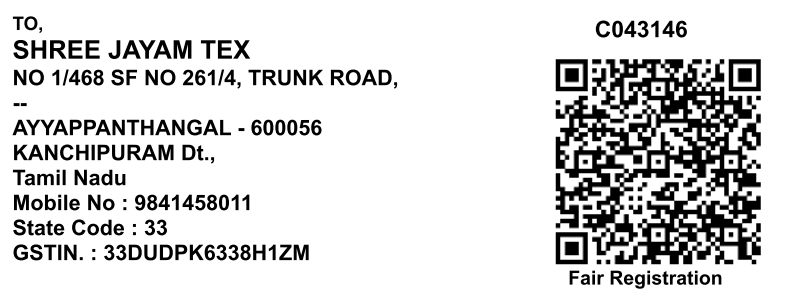 TO,
SHREE JAYAM TEX
NO 1/468 SF NO 261/4, TRUNK ROAD,
--
AYYAPPANTHANGAL - 600056
KANCHIPURAM Dt.,
Tamil Nadu
Mobile No : 9841458011
State Code : 33
GSTIN. : 33DUDPK6338H1ZM
C043146
Fair Registration